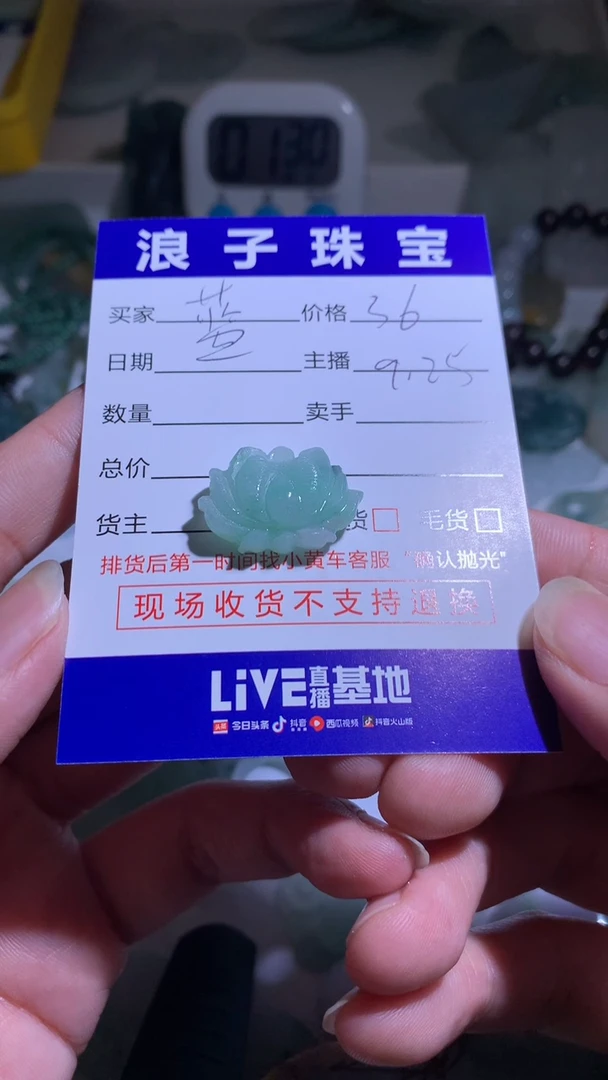 浪子珠宝
买家 蓝 价格 36
日期 主播 9.25
数量 卖手
总价
货主 货 毛货
排货后第一时间找小黄车客服“确认抛光”
现场收货不支持退换
LiVE直播基地
头条 今日头条 抖音 西瓜视频 抖音火山版